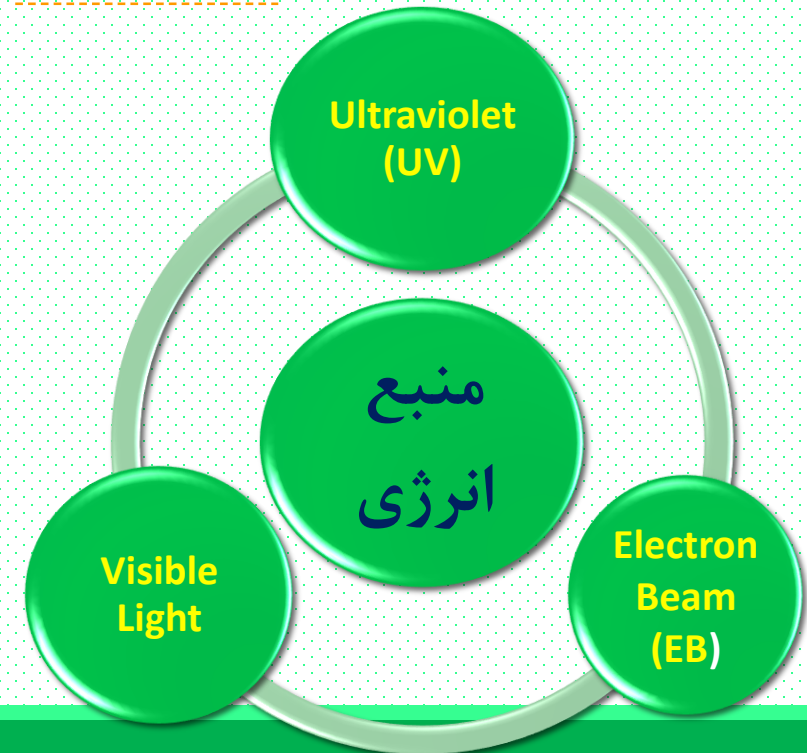 Ultraviolet
(UV)
منبع
انرژی
Visible
Light
Electron
Beam
(EB)